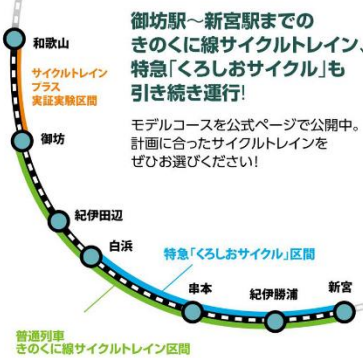 御坊駅~新宮駅までの
きのくに線サイクルトレイン、
特急「くろしおサイクル」も
引き続き運行!
モデルコースを公式ページで公開中。
計画に合ったサイクルトレインを
ぜひお選びください!
和歌山
サイクルトレイン
プラス
実証実験区間
御坊
紀伊田辺
白浜
特急「くろしおサイクル」区間
串本
紀伊勝浦
新宮
普通列車
きのくに線サイクルトレイン区間